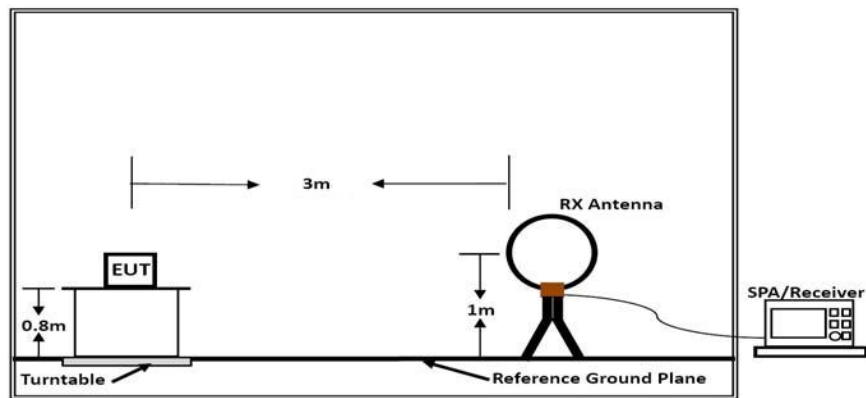 3m
RX Antenna
EUT
SPA/Receiver
0.8m
1m
Turntable
Reference Ground Plane